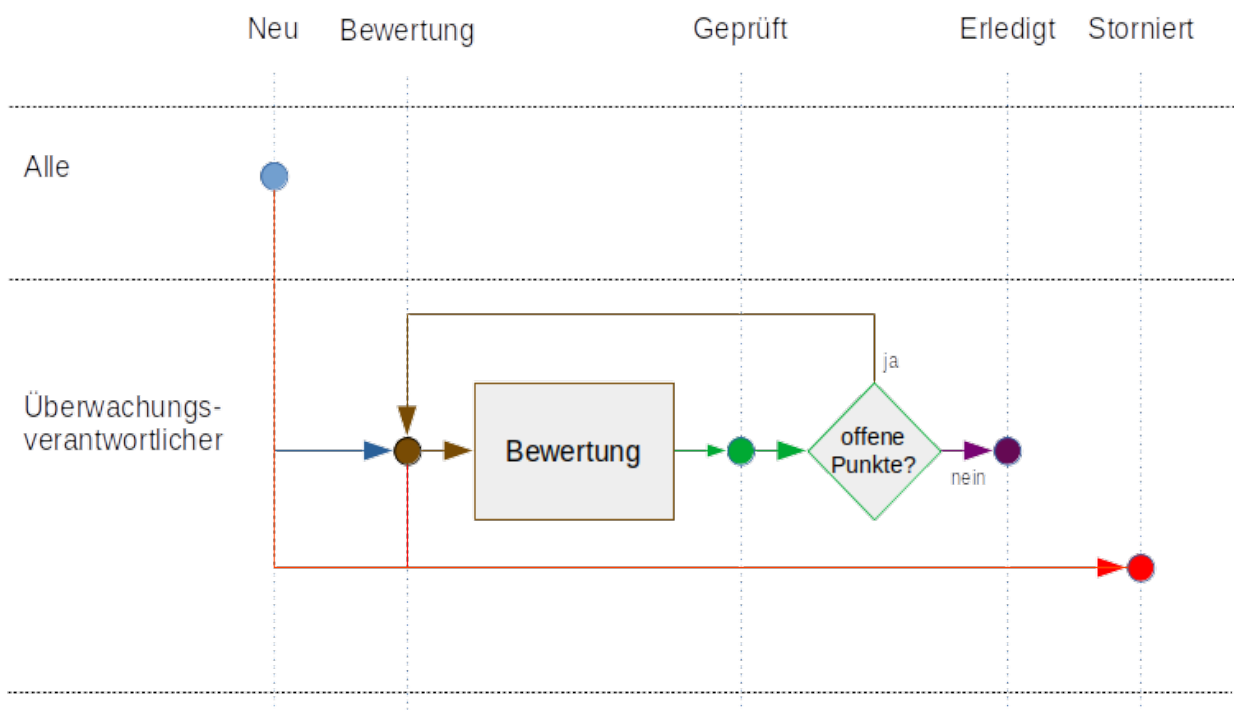 Neu Bewertung Geprüft Erledigt Storniert
Alle
ja
Überwachungs-
verantwortlicher
Bewertung
offene
Punkte?
nein